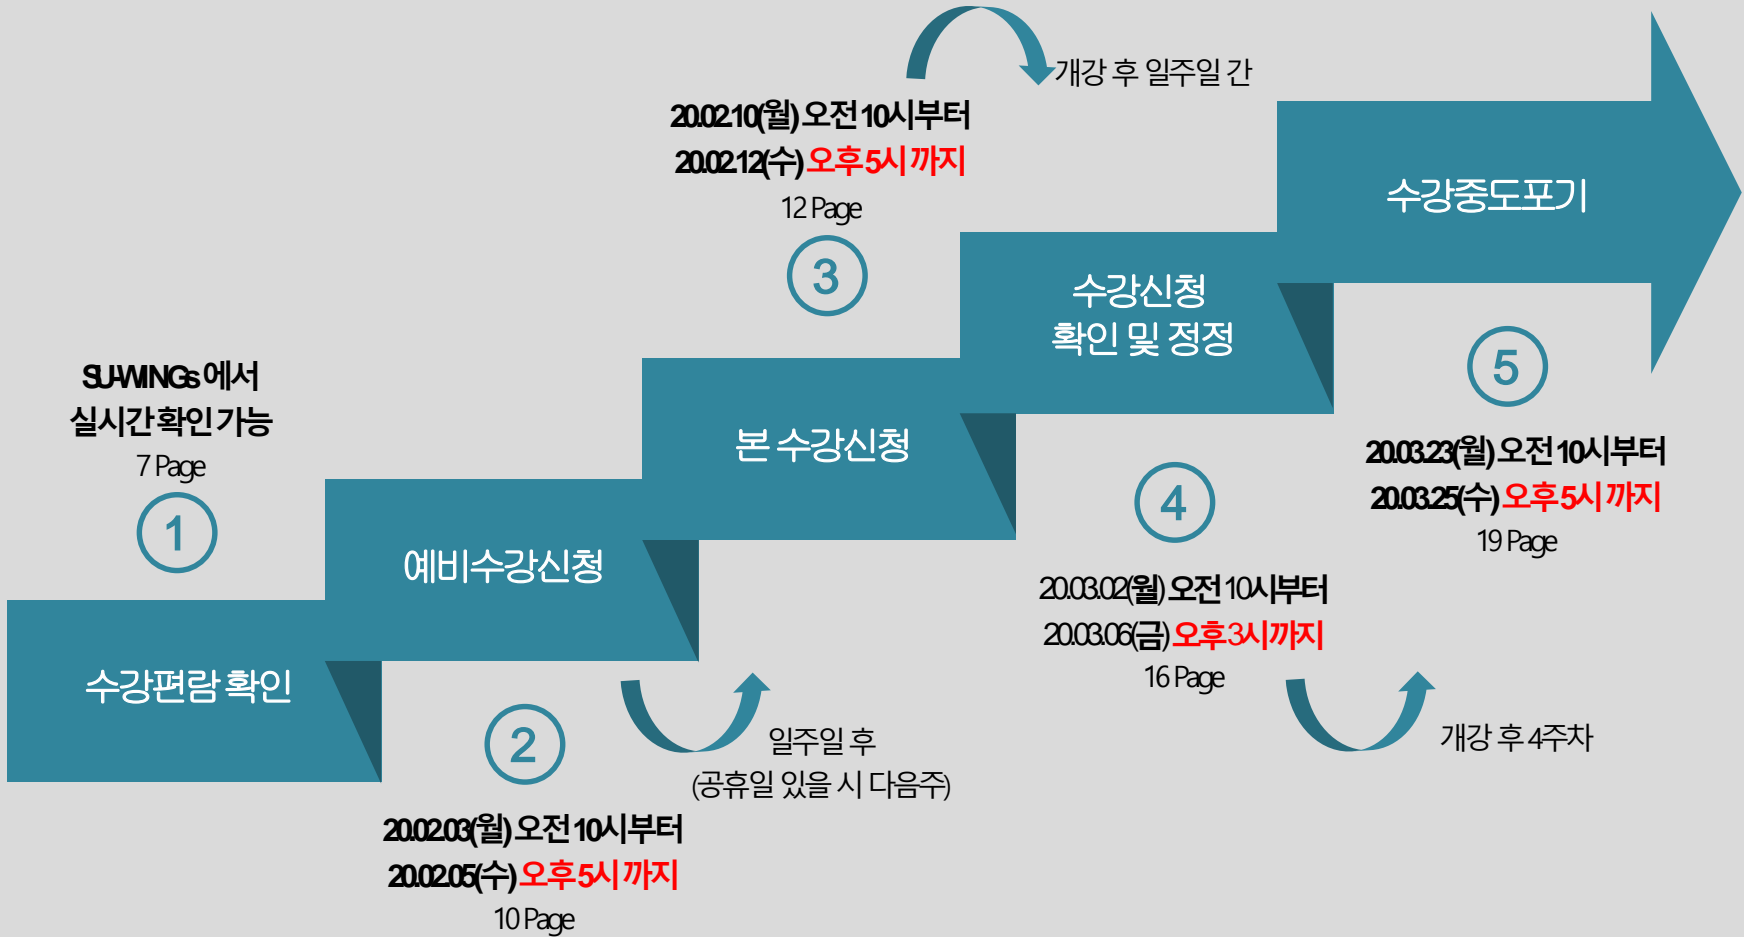 SU-WINGs 에서
실시간 확인 가능
7 Page
1
수강편람 확인
예비수강신청
2
20.02.03(월) 오전 10시부터
20.02.05(수) 오후 5시 까지
10 Page
일주일 후
(공휴일 있을 시 다음주)
20.02.10(월) 오전 10시부터
20.02.12(수) 오후 5시 까지
12 Page
3
본 수강신청
개강 후 일주일 간
수강신청
확인 및 정정
4
20.03.02(월) 오전 10시부터
20.03.06(금) 오후 3시까지
16 Page
개강 후 4주차
수강중도포기
5
20.03.23(월) 오전 10시부터
20.03.25(수) 오후 5시 까지
19 Page